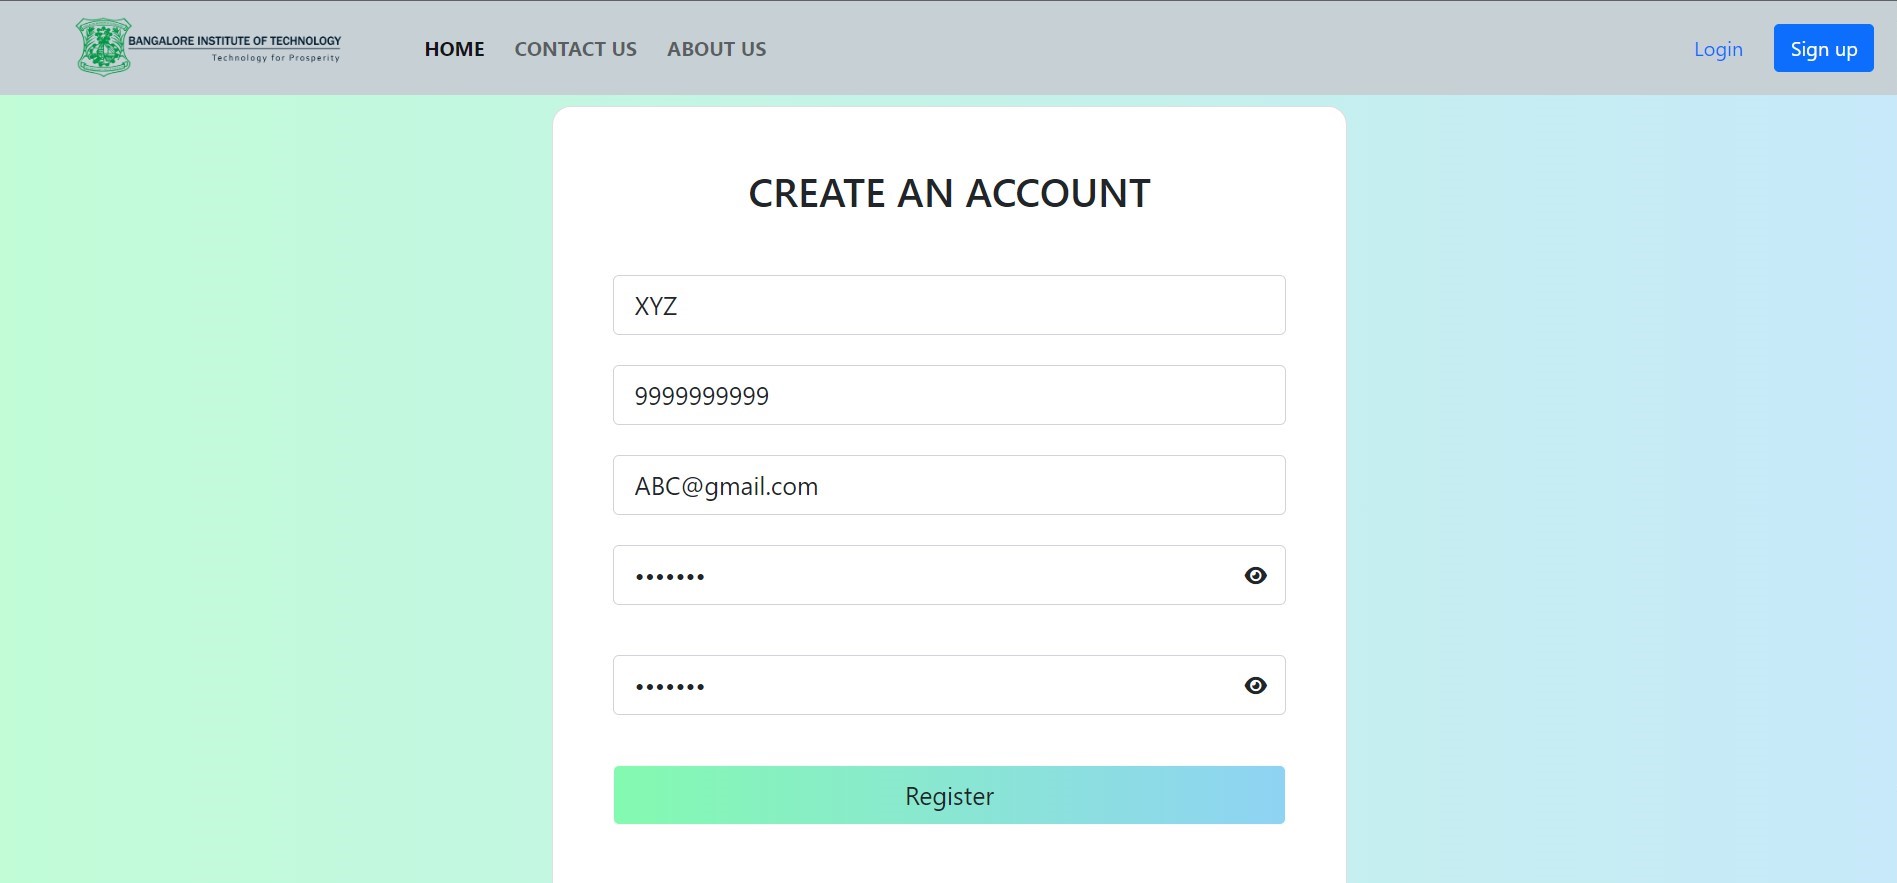 BANGALORE INSTITUTE OF TECHNOLOGY
Technology for Prosperity
HOME CONTACT US ABOUT US
Login Sign up
CREATE AN ACCOUNT
XYZ
9999999999
ABC@gmail.com
•••••••
•••••••
Register